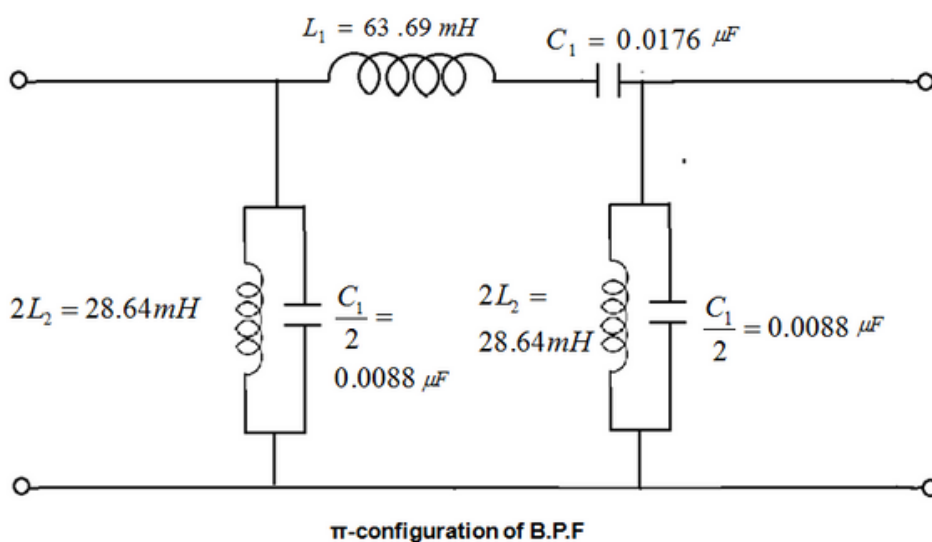 L₁ = 63 .69 mH
C₁ = 0.0176 μF
2L₂ = 28.64mH
C₁/2 =
0.0088 μF
2L₂ =
28.64mH
C₁/2 = 0.0088 μF
π-configuration of B.P.F